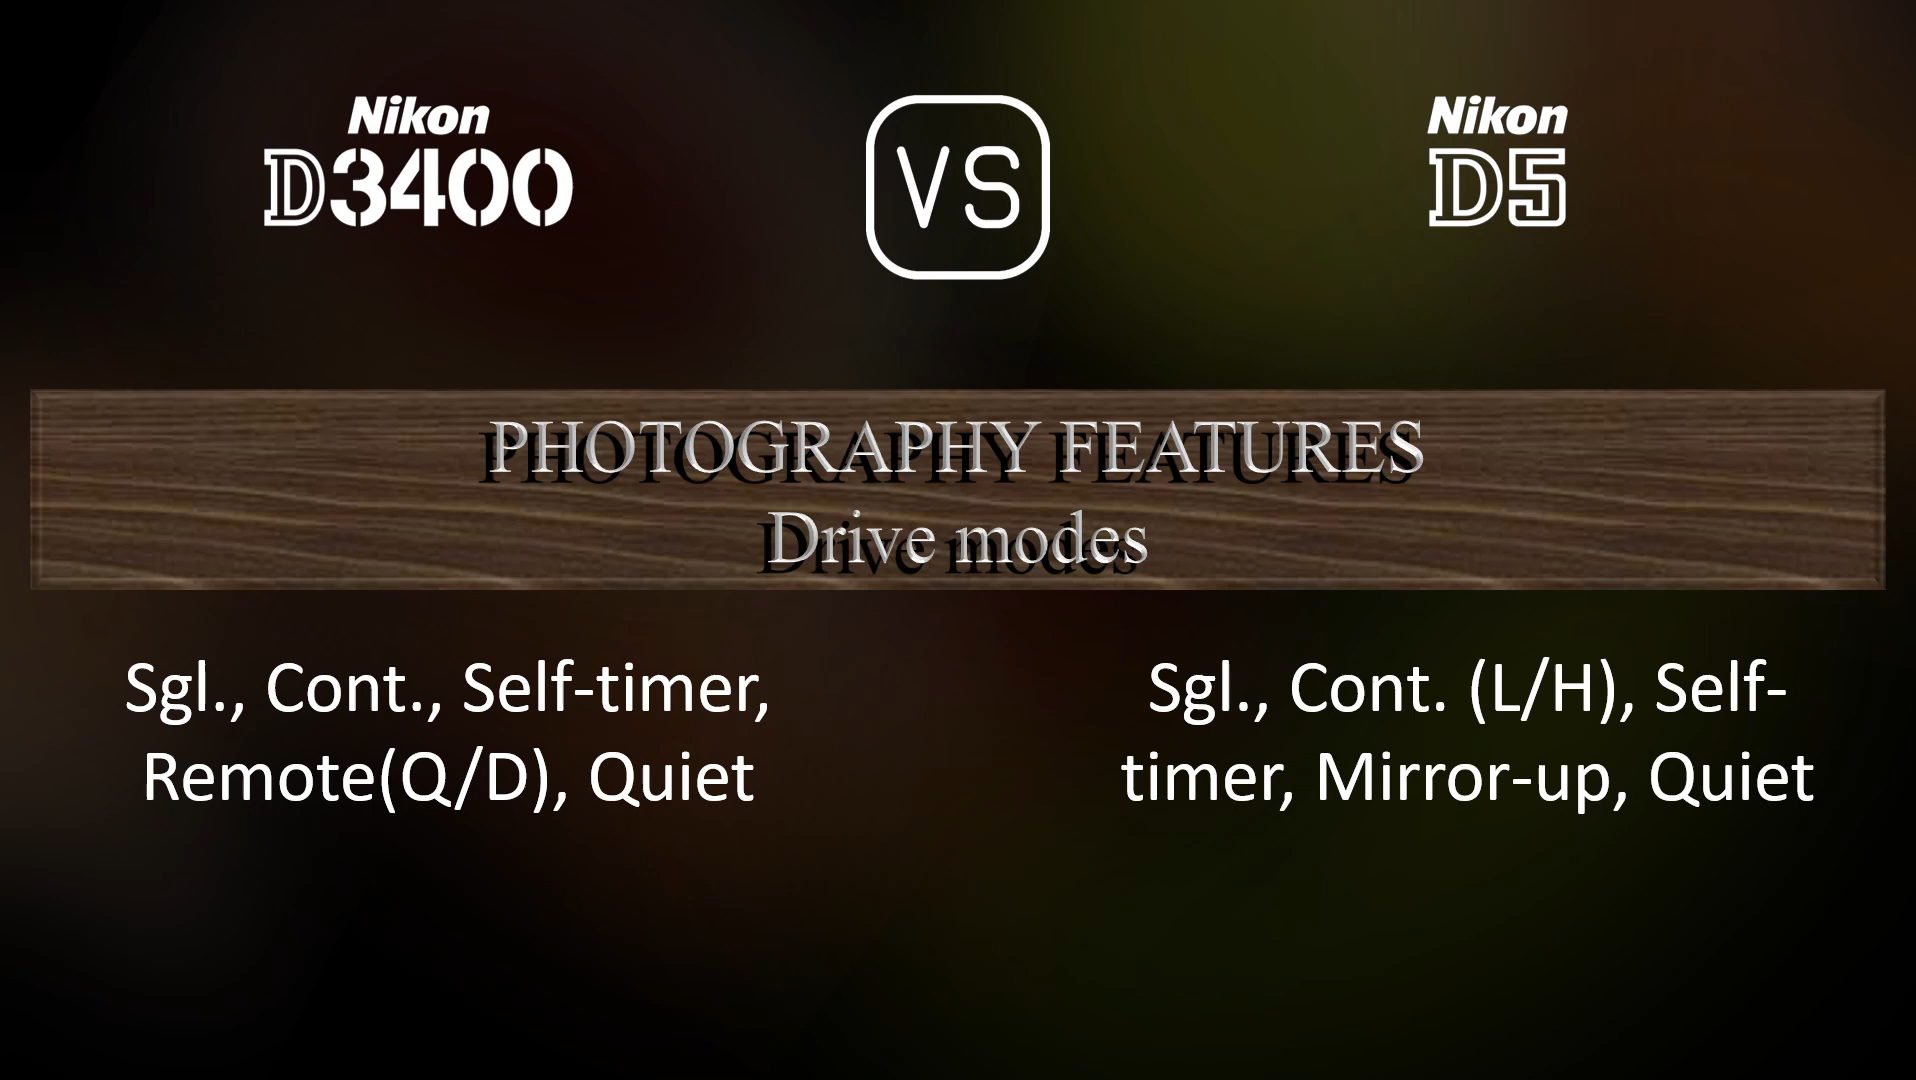 Nikon
D3400
VS
Nikon
D5
PHOTOGRAPHY FEATURES
Drive modes
Sgl., Cont., Self-timer,
Remote(Q/D), Quiet
Sgl., Cont. (L/H), Self-
timer, Mirror-up, Quiet